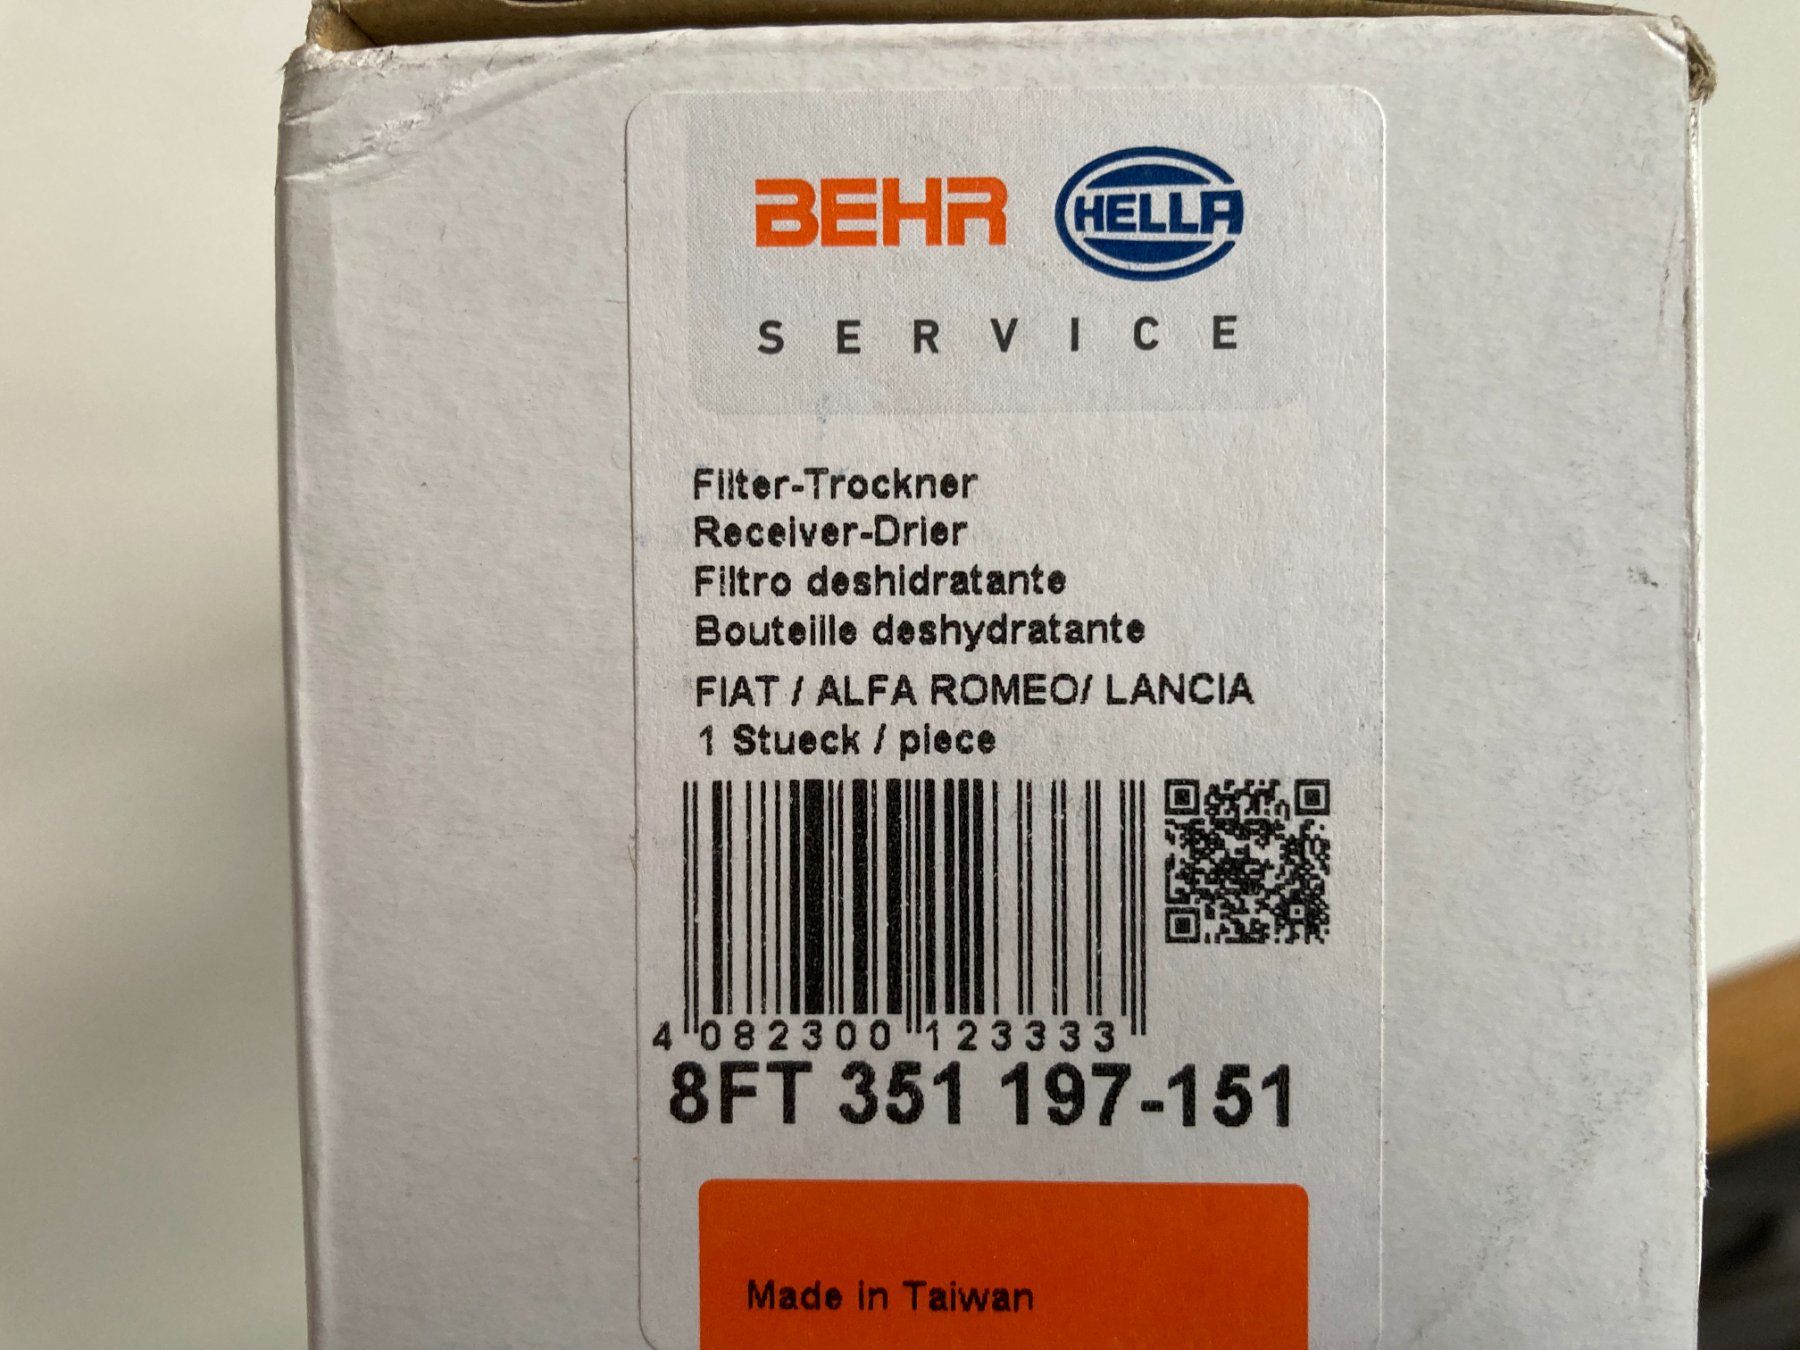 BEHR HELLA
SERVICE
Filter-Trockner
Receiver-Drier
Filtro deshidratante
Bouteille deshydratante
FIAT / ALFA ROMEO/ LANCIA
1 Stueck / piece
4 082300 123333
8FT 351 197-151
Made in Taiwan